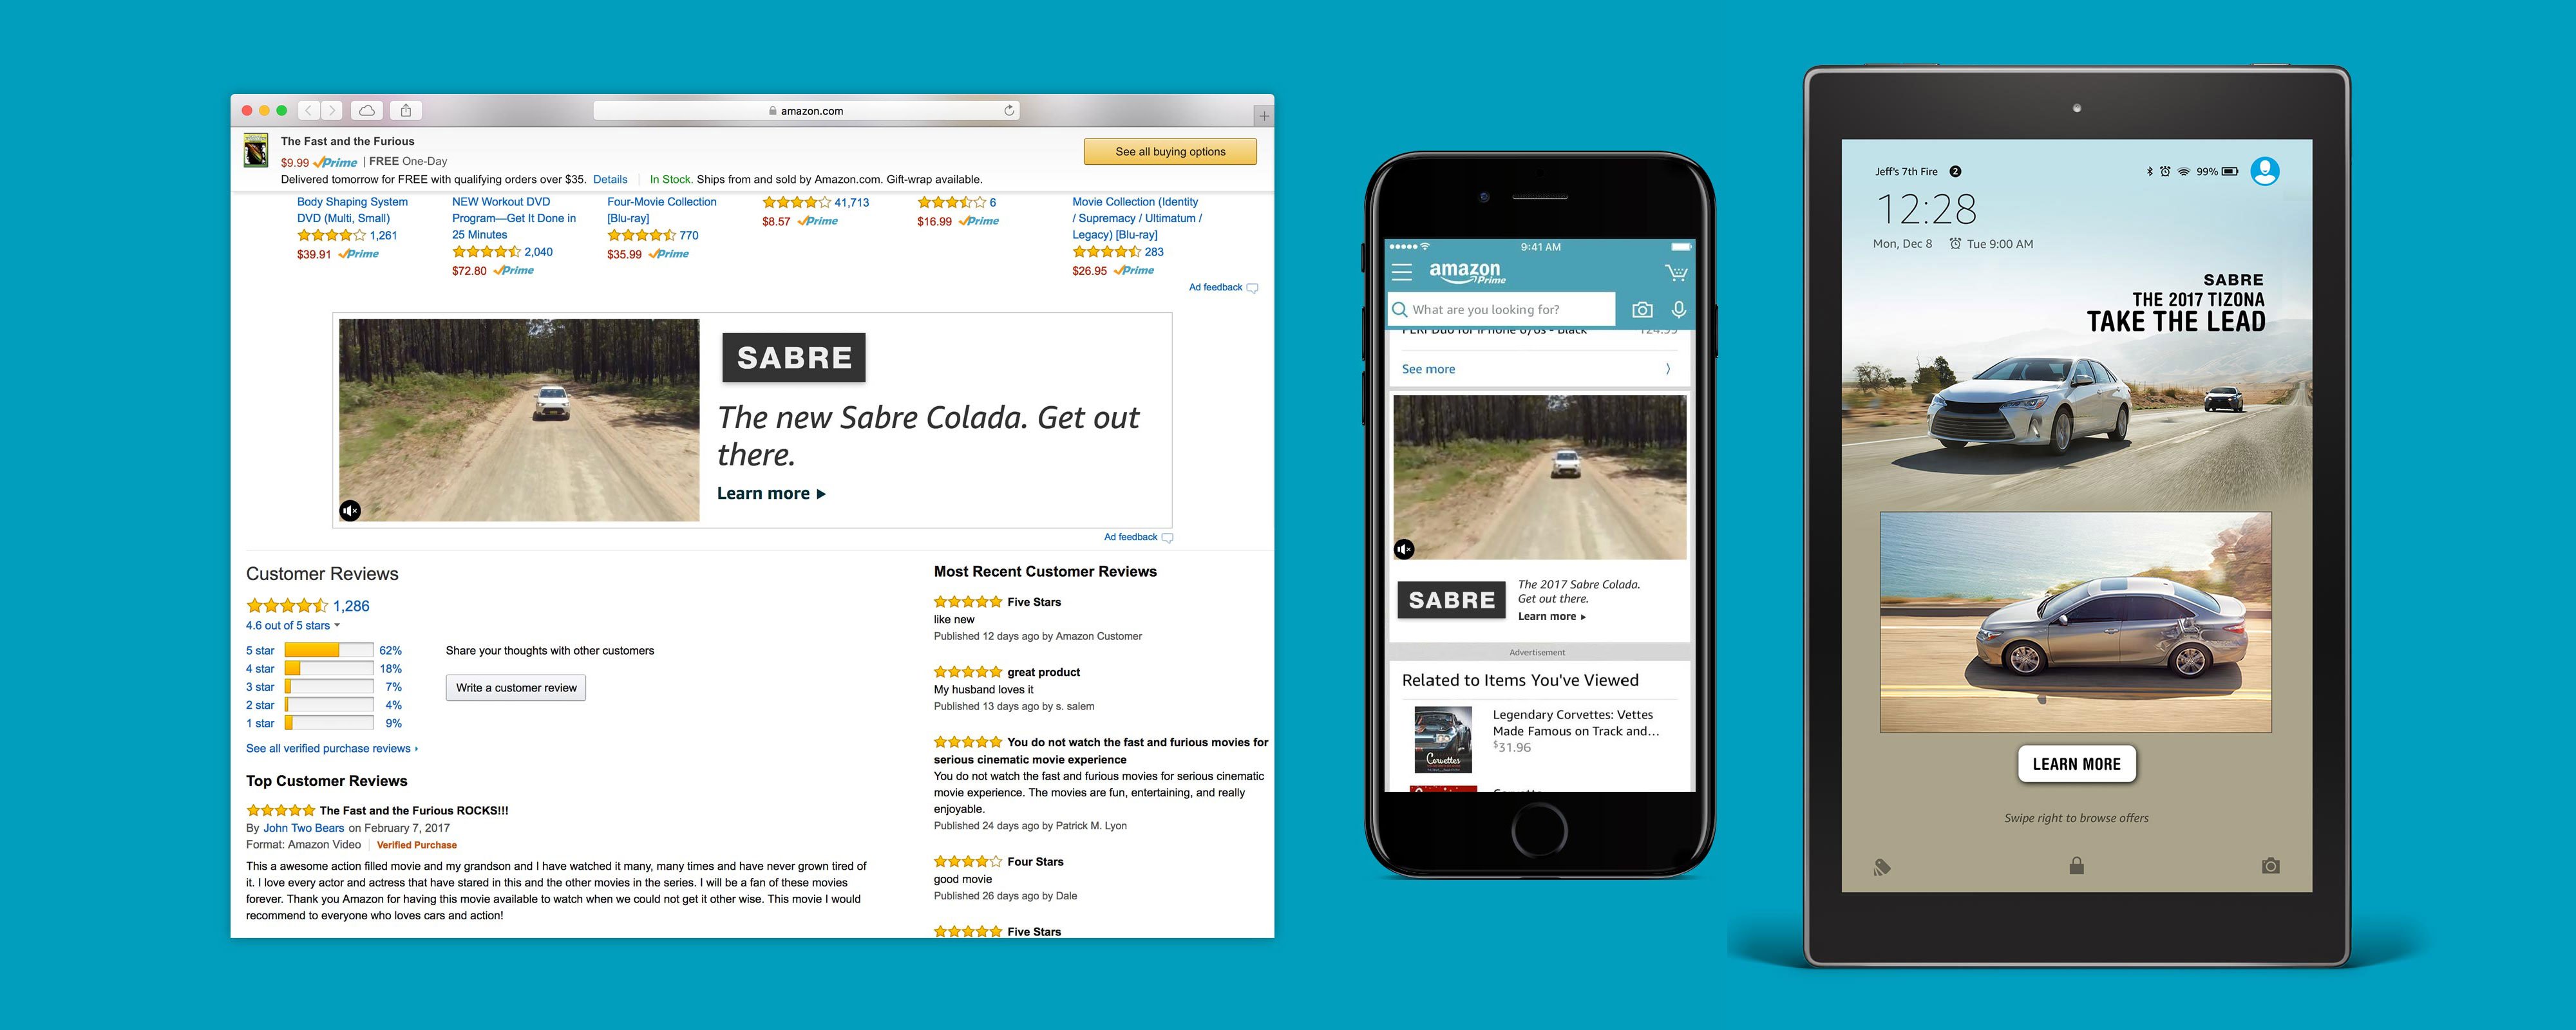 amazon.com
The Fast and the Furious
$9.99 Prime | FREE One-Day
Delivered tomorrow for FREE with qualifying orders over $35. Details
In Stock. Ships from and sold by Amazon.com. Gift-wrap available.
See all buying options
Body Shaping System
DVD (Multi, Small)
1,261
$39.91 Prime
NEW Workout DVD
Program—Get It Done in
25 Minutes
2,040
$72.80 Prime
Four-Movie Collection
[Blu-ray]
770
$35.99 Prime
41,713
$8.57 Prime
6
$16.99 Prime
Movie Collection (Identity
/ Supremacy / Ultimatum /
Legacy) [Blu-ray]
283
$26.95 Prime
Ad feedback
SABRE
The new Sabre Colada. Get out
there.
Learn more
Ad feedback
Customer Reviews
1,286
4.6 out of 5 stars
5 star 62%
4 star 18%
3 star 7%
2 star 4%
1 star 9%
See all verified purchase reviews
Share your thoughts with other customers
Write a customer review
Top Customer Reviews
The Fast and the Furious ROCKS!!!
By John Two Bears on February 7, 2017
Format: Amazon Video | Verified Purchase
This a awesome action filled movie and my grandson and I have watched it many, many times and have never grown tired of
it. I love every actor and actress that have stared in this and the other movies in the series. I will be a fan of these movies
forever. Thank you Amazon for having this movie available to watch when we could not get it other wise. This movie I would
recommend to everyone who loves cars and action!
Most Recent Customer Reviews
Five Stars
like new
Published 12 days ago by Amazon Customer
great product
My husband loves it
Published 13 days ago by s. salem
You do not watch the fast and furious movies for
serious cinematic movie experience
You do not watch the fast and furious movies for serious cinematic
movie experience. The movies are fun, entertaining, and really
enjoyable.
Published 24 days ago by Patrick M. Lyon
Four Stars
good movie
Published 26 days ago by Dale
Five Stars
9:41 AM
amazon
Prime
What are you looking for?
See more
SABRE
The 2017 Sabre Colada.
Get out there.
Learn more
Advertisement
Related to Items You've Viewed
Corvettes
Legendary Corvettes: Vettes
Made Famous on Track and...
$31.96
Jeff's 7th Fire 2
99%
12:28
Mon, Dec 8 Tue 9:00 AM
SABRE
THE 2017 TIZONA
TAKE THE LEAD
LEARN MORE
Swipe right to browse offers